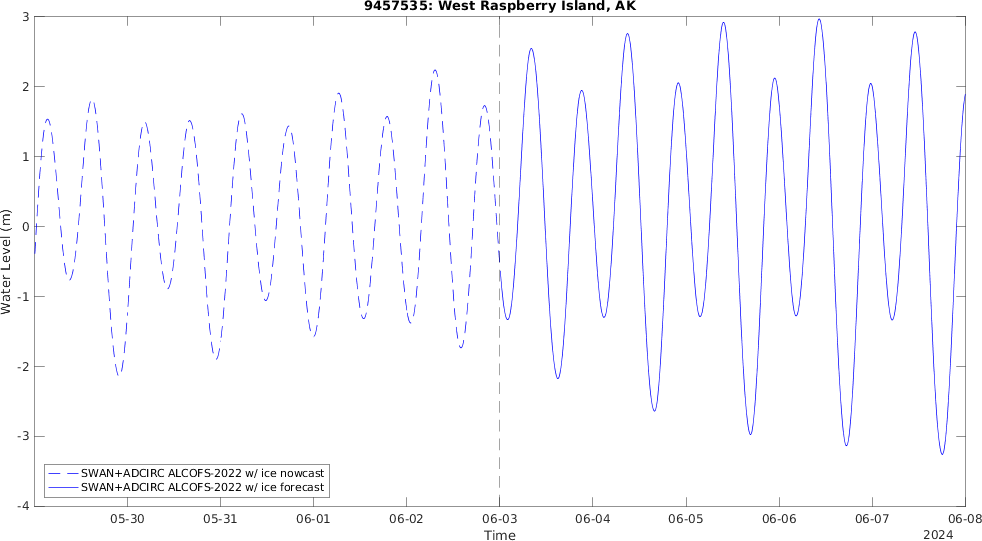 9457535: West Raspberry Island, AK
3
2
1
0
-1
-2
-3
-4
Water Level (m)
SWAN+ADCIRC ALCOFS-2022 w/ ice nowcast
SWAN+ADCIRC ALCOFS-2022 w/ ice forecast
05-30 05-31 06-01 06-02 06-03 06-04 06-05 06-06 06-07 06-08
Time
2024